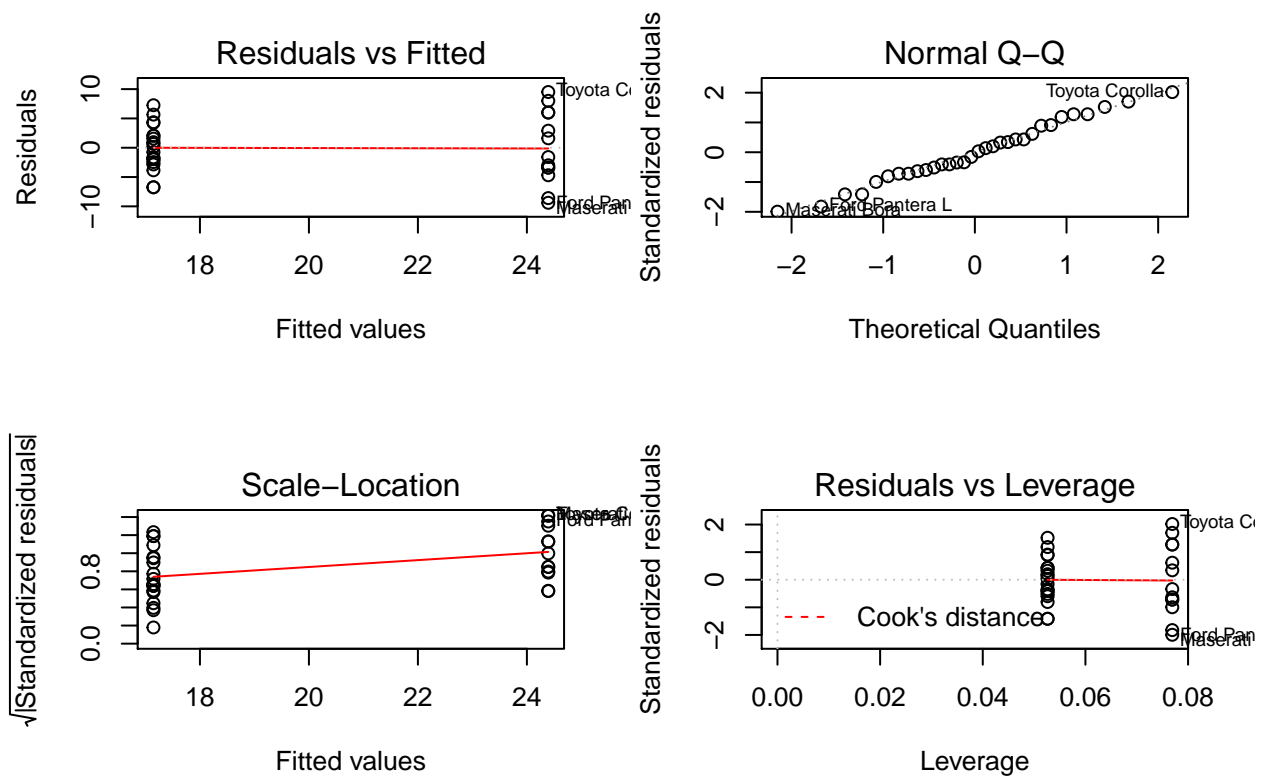 Residuals vs Fitted
Residuals
10
0
−10
18 20 22 24
Fitted values
Toyota Co
Ford Pan
Maserati
Normal Q−Q
Standardized residuals
2
0
−2
−2 −1 0 1 2
Theoretical Quantiles
Toyota Corolla
Ford Pantera L
Maserati Bora
Scale−Location
√|Standardized residuals|
0.8
0.0
18 20 22 24
Fitted values
Ford Pan
Residuals vs Leverage
Standardized residuals
2
0
−2
0.00 0.02 0.04 0.06 0.08
Leverage
Cook's distance
Toyota Co
Ford Pan
Maserati